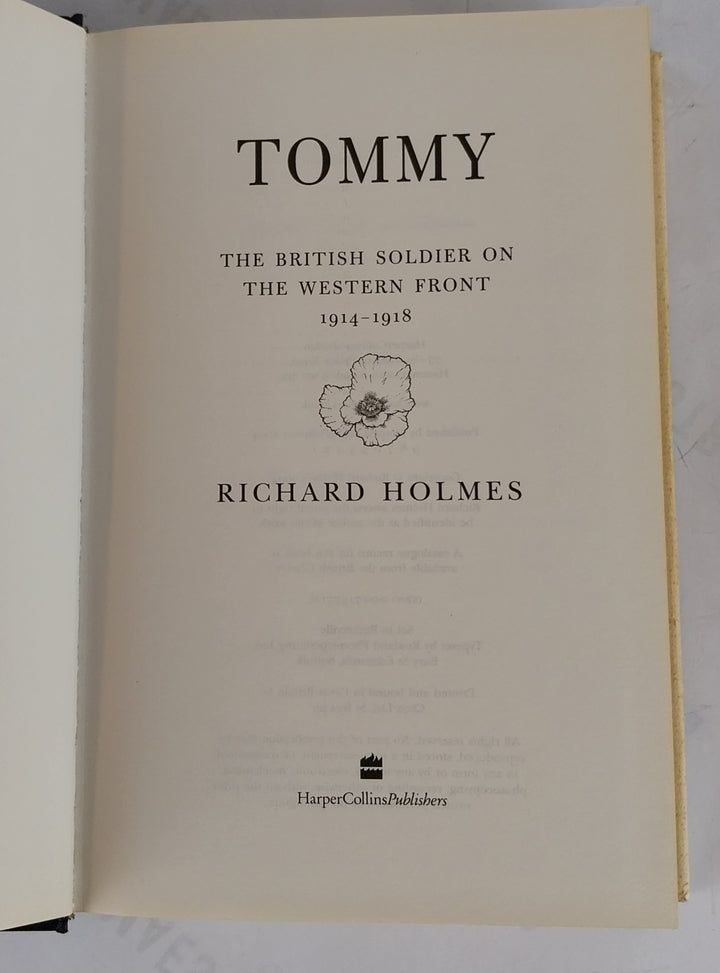 TOMMY
THE BRITISH SOLDIER ON
THE WESTERN FRONT
1914–1918
RICHARD HOLMES
HarperCollinsPublishers